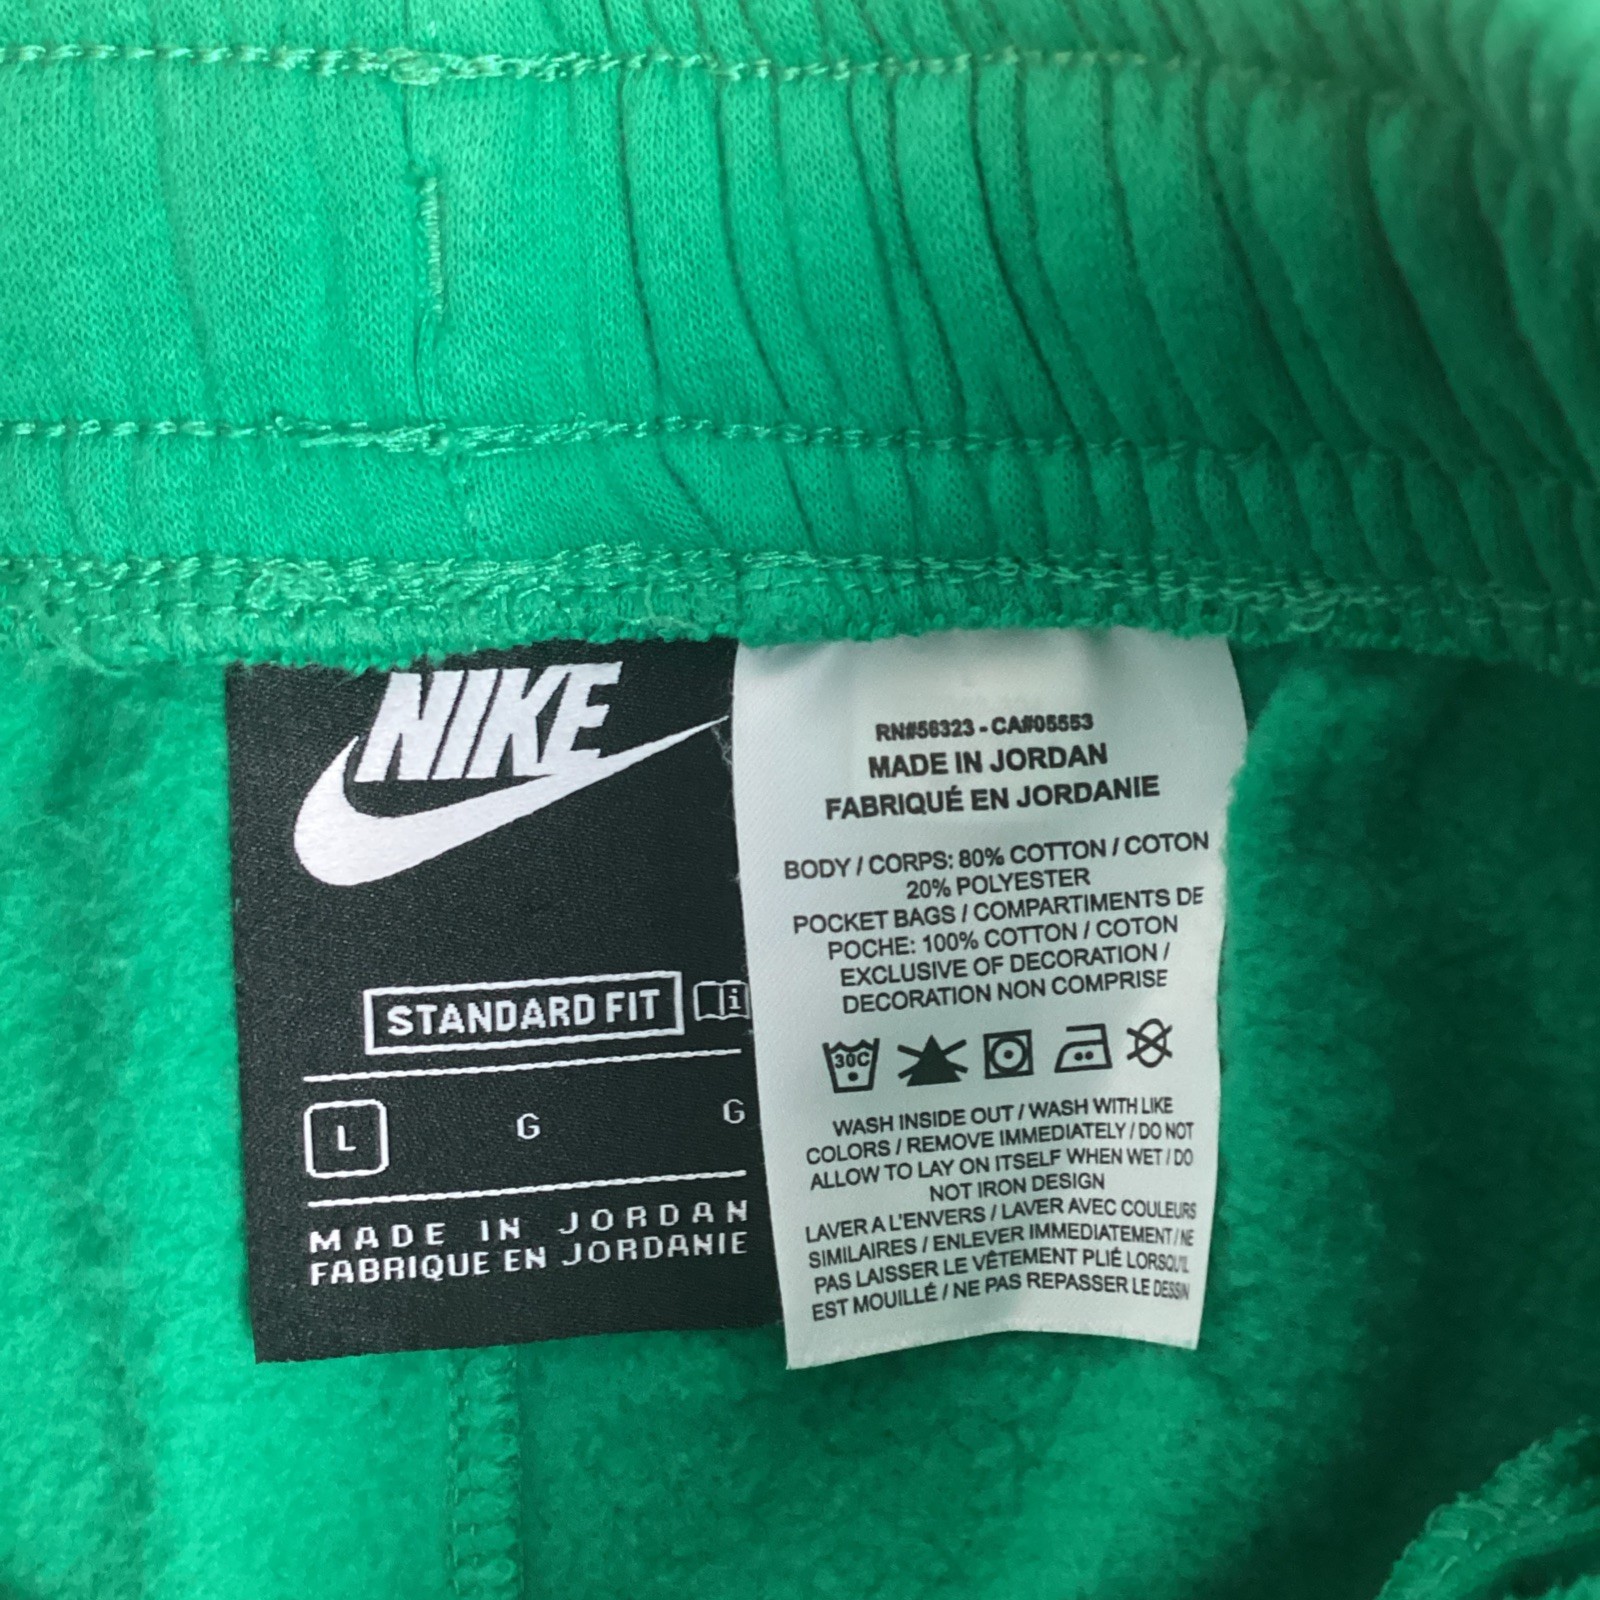 NIKE
STANDARD FIT
L G G
MADE IN JORDAN
FABRIQUE EN JORDANIE
RN#56323 - CA#05553
MADE IN JORDAN
FABRIQUÉ EN JORDANIE
BODY / CORPS: 80% COTTON / COTON
20% POLYESTER
POCKET BAGS / COMPARTIMENTS DE
POCHE: 100% COTTON / COTON
EXCLUSIVE OF DECORATION /
DECORATION NON COMPRISE
30C
WASH INSIDE OUT / WASH WITH LIKE
COLORS / REMOVE IMMEDIATELY / DO NOT
ALLOW TO LAY ON ITSELF WHEN WET / DO
NOT IRON DESIGN
LAVER A L'ENVERS / LAVER AVEC COULEURS
SIMILAIRES / ENLEVER IMMEDIATEMENT / NE
PAS LAISSER LE VÊTEMENT PLIÉ LORSQU'IL
EST MOUILLÉ / NE PAS REPASSER LE DESSIN